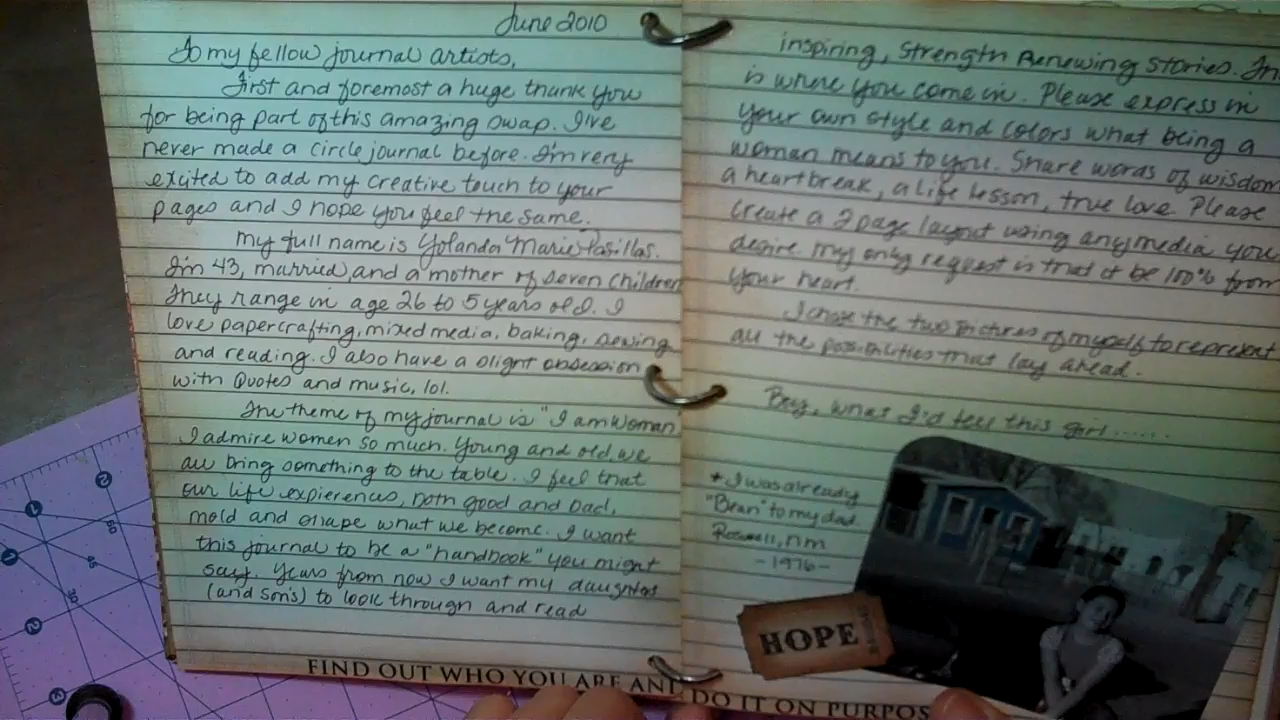 June 2010
To my fellow journal artists,
First and foremost a huge thank you
for being part of this amazing swap. I've
never made a circle journal before. I'm very
excited to add my creative touch to your
pages and I hope you feel the same.
My full name is Yolanda Marie Pasillas.
I'm 43, married, and a mother of seven children
They range in age 26 to 5 years old. I
love papercrafting, mixed media, baking, sewing
and reading. I also have a slight obsession
with Quotes and music, lol.
The theme of my journal is "I am Woman
I admire women so much. Young and old, we
all bring something to the table. I feel that
our life expierences, both good and bad,
mold and shape what we become. I want
this journal to be a "handbook" you might
say. Years from now I want my daughters
(and son's) to look through and read
FIND OUT WHO YOU ARE AND DO IT ON PURPOS
inspiring, Strength Renewing Stories.
is where you come in. Please express in
your own style and colors what being a
woman means to you. Share words of wisdom
a heartbreak, a life lesson, true love. Please
create a 2 page layout using any media you
desire. My only request is that it be 100% from
your heart.
I chose the two pictures of myself to represent
all the possibilities that lay ahead.
Boy, what I'd tell this girl......
* I was already
"Bean" to my dad.
Roswell, nm
- 1976 -
HOPE